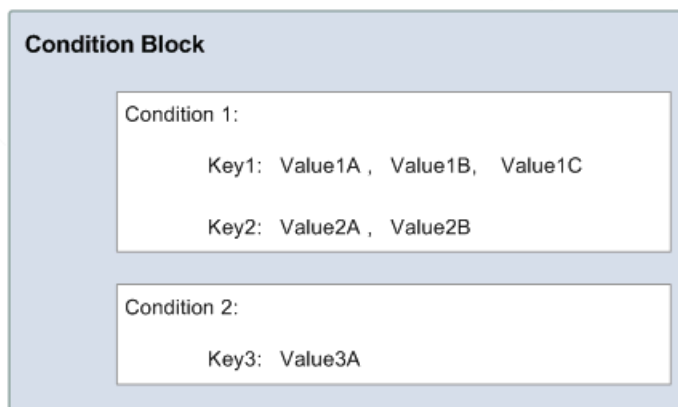 Condition Block
Condition 1:
Key1: Value1A , Value1B, Value1C
Key2: Value2A , Value2B
Condition 2:
Key3: Value3A